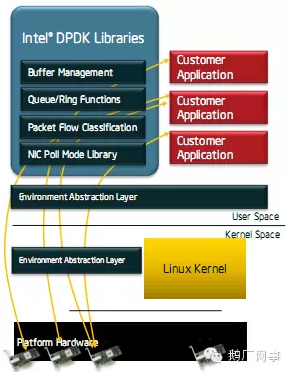 Intel® DPDK Libraries
Buffer Management
Queue/Ring Functions
Packet Flow Classification
NIC Poll Mode Library
Customer
Application
Customer
Application
Customer
Application
Environment Abstraction Layer
User Space
Kernel Space
Environment Abstraction Layer
Linux Kernel
Platform Hardware
鹅厂网事